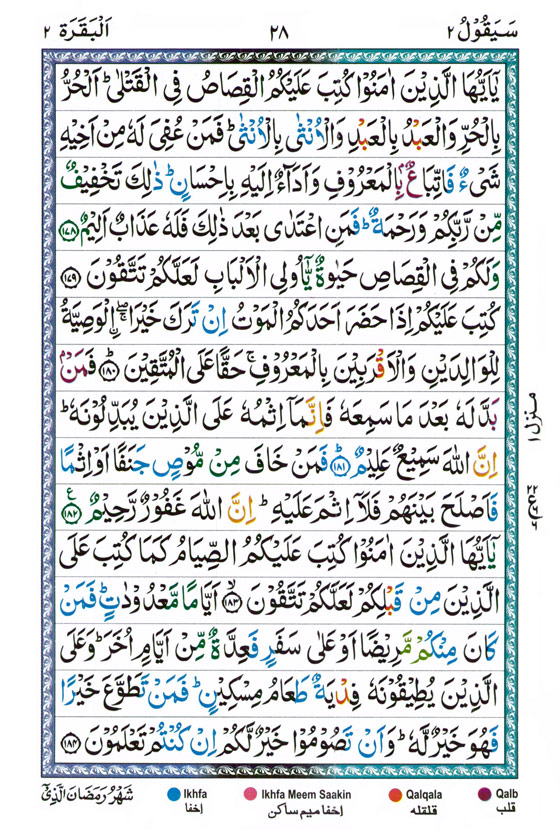 سَيَقُوْلُ ٢ ٢٨ اَلْبَقَرَة ٢
يٰۤاَيُّهَا الَّذِيْنَ اٰمَنُوْا كُتِبَ عَلَيْكُمُ الْقِصَاصُ فِى الْقَتْلٰىؕ اَلْحُرُّ
بِالْحُرِّ وَالْعَبْدُ بِالْعَبْدِ وَالْاُنْثٰى بِالْاُنْثٰىؕ فَمَنْ عُفِىَ لَهٗ مِنْ اَخِيْهِ
شَىْءٌ فَاتِّبَاعٌۢ بِالْمَعْرُوْفِ وَاَدَآءٌ اِلَيْهِ بِاِحْسَانٍؕ ذٰلِكَ تَخْفِيْفٌ
مِّنْ رَّبِّكُمْ وَرَحْمَةٌؕ فَمَنِ اعْتَدٰى بَعْدَ ذٰلِكَ فَلَهٗ عَذَابٌ اَلِيْمٌ ﴿١٧٨﴾
وَلَكُمْ فِى الْقِصَاصِ حَيٰوةٌ يّٰۤاُولِى الْاَلْبَابِ لَعَلَّكُمْ تَتَّقُوْنَ ﴿١٧٩﴾
كُتِبَ عَلَيْكُمْ اِذَا حَضَرَ اَحَدَكُمُ الْمَوْتُ اِنْ تَرَكَ خَيْرَا ۖۚ اۨلْوَصِيَّةُ
لِلْوَالِدَيْنِ وَالْاَقْرَبِيْنَ بِالْمَعْرُوْفِۚ حَقًّا عَلَى الْمُتَّقِيْنَؕ ﴿١٨٠﴾ فَمَنْۢ
بَدَّلَهٗ بَعْدَ مَا سَمِعَهٗ فَاِنَّمَاۤ اِثْمُهٗ عَلَى الَّذِيْنَ يُبَدِّلُوْنَهٗؕ
اِنَّ اللّٰهَ سَمِيْعٌ عَلِيْمٌؕ ﴿١٨١﴾ فَمَنْ خَافَ مِنْ مُّوْصٍ جَنَفًا اَوْ اِثْمًا
فَاَصْلَحَ بَيْنَهُمْ فَلَاۤ اِثْمَ عَلَيْهِؕ اِنَّ اللّٰهَ غَفُوْرٌ رَّحِيْمٌ ﴿١٨٢﴾ ع
يٰۤاَيُّهَا الَّذِيْنَ اٰمَنُوْا كُتِبَ عَلَيْکُمُ الصِّيَامُ كَمَا كُتِبَ عَلَى
الَّذِيْنَ مِنْ قَبْلِكُمْ لَعَلَّكُمْ تَتَّقُوْنَۙ ﴿١٨٣﴾ اَيَّامًا مَّعْدُوْدٰتٍؕ فَمَنْ
كَانَ مِنْكُمْ مَّرِيْضًا اَوْ عَلٰى سَفَرٍ فَعِدَّةٌ مِّنْ اَيَّامٍ اُخَرَؕ وَعَلَى
الَّذِيْنَ يُطِيْقُوْنَهٗ فِدْيَةٌ طَعَامُ مِسْكِيْنٍؕ فَمَنْ تَطَوَّعَ خَيْرًا
فَهُوَ خَيْرٌ لَّهٗؕ وَاَنْ تَصُوْمُوْا خَيْرٌ لَّكُمْ اِنْ كُنْتُمْ تَعْلَمُوْنَ ﴿١٨٤﴾
منزل ١
شَهْرُ رَمَضَانَ الَّذِىْۤ
Ikhfa Ikhfa Meem Saakin Qalqala Qalb
اخفا اخفا میم ساکن قلقلہ قلب